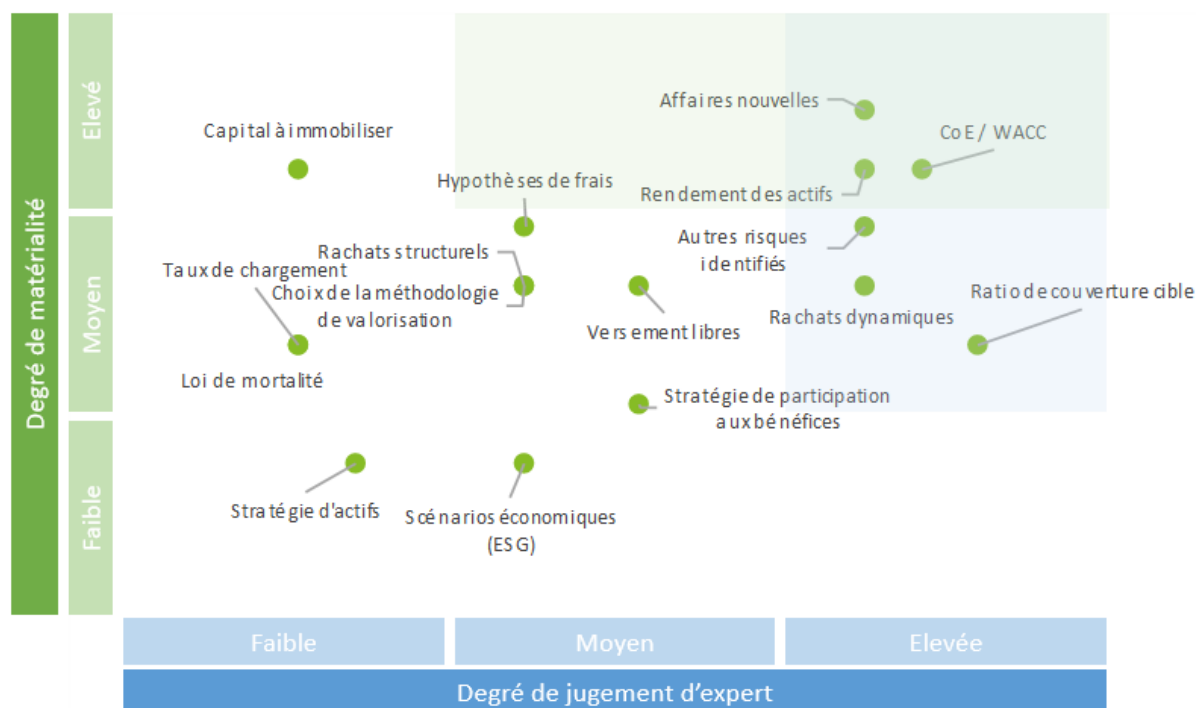 Degré de matérialité
Elevé
Moyen
Faible
Affaires nouvelles
Capital à immobiliser
CoE / WACC
Hypothèses de frais
Rendement des actifs
Autres risques
identifiés
Rachats structurels
Taux de chargement
Choix de la méthodologie
de valorisation
Ratio de couverture cible
Rachats dynamiques
Versement libres
Loi de mortalité
Stratégie de participation
aux bénéfices
Stratégie d'actifs
Scénarios économiques
(ESG)
Faible
Moyen
Elevée
Degré de jugement d’expert